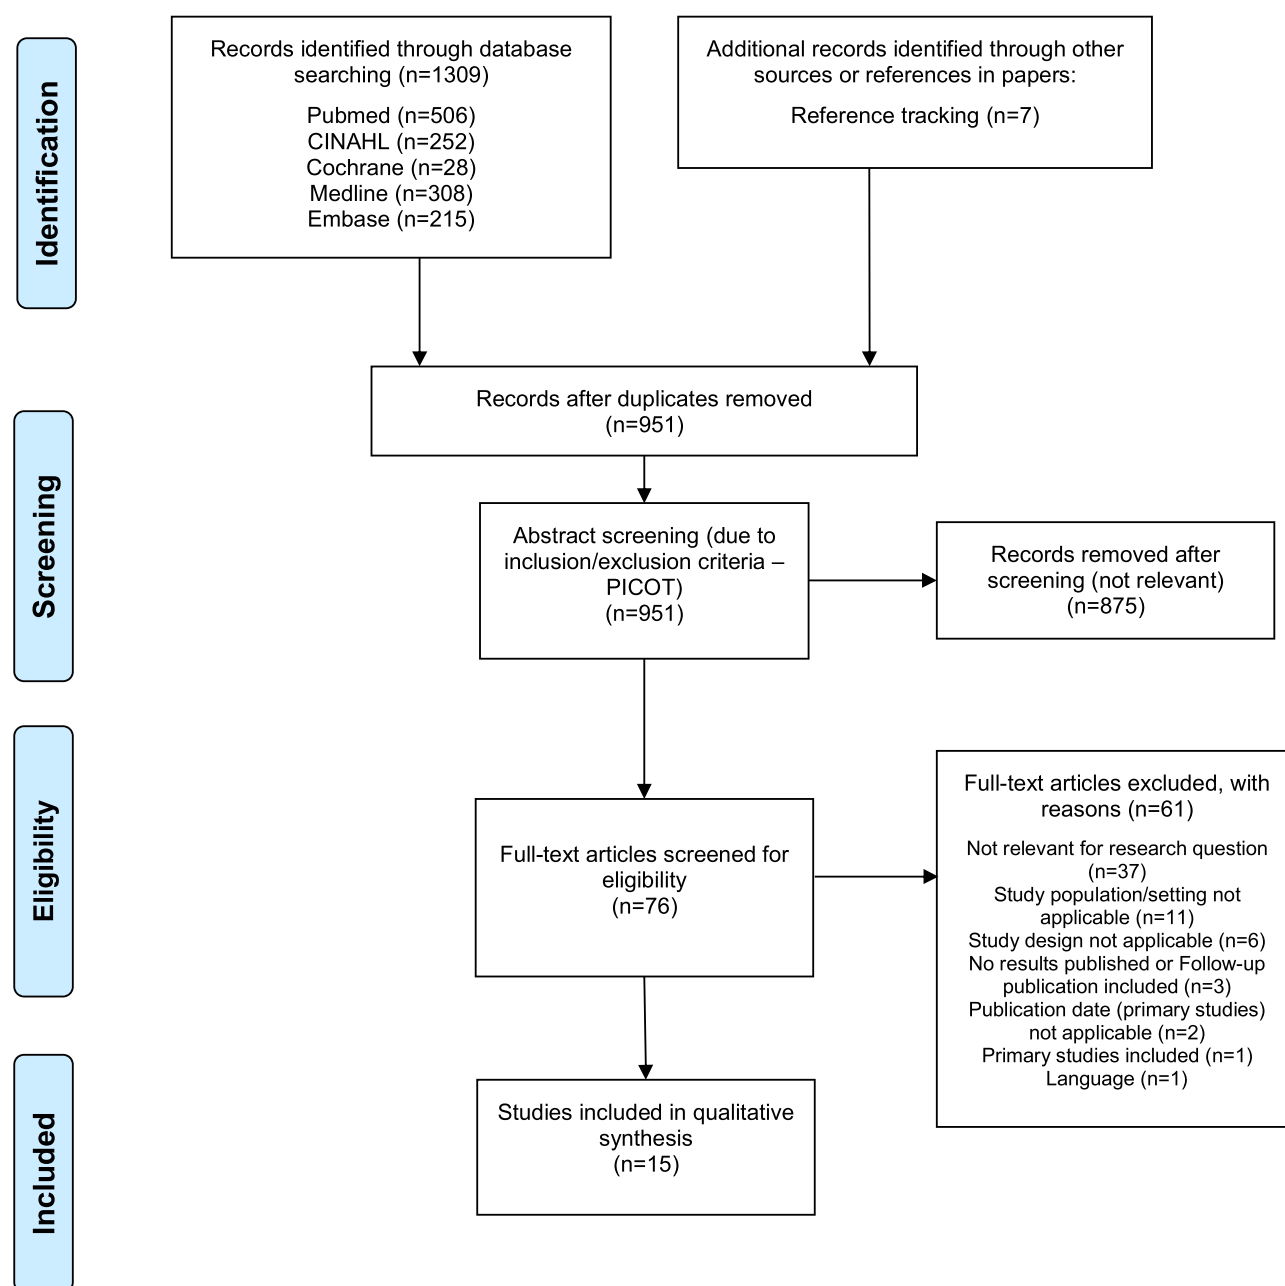 Identification
Records identified through database
searching (n=1309)
Pubmed (n=506)
CINAHL (n=252)
Cochrane (n=28)
Medline (n=308)
Embase (n=215)
Additional records identified through other
sources or references in papers:
Reference tracking (n=7)
Screening
Records after duplicates removed
(n=951)
Abstract screening (due to
inclusion/exclusion criteria –
PICOT)
(n=951)
Records removed after
screening (not relevant)
(n=875)
Eligibility
Full-text articles screened for
eligibility
(n=76)
Full-text articles excluded, with
reasons (n=61)
Not relevant for research question
(n=37)
Study population/setting not
applicable (n=11)
Study design not applicable (n=6)
No results published or Follow-up
publication included (n=3)
Publication date (primary studies)
not applicable (n=2)
Primary studies included (n=1)
Language (n=1)
Included
Studies included in qualitative
synthesis
(n=15)